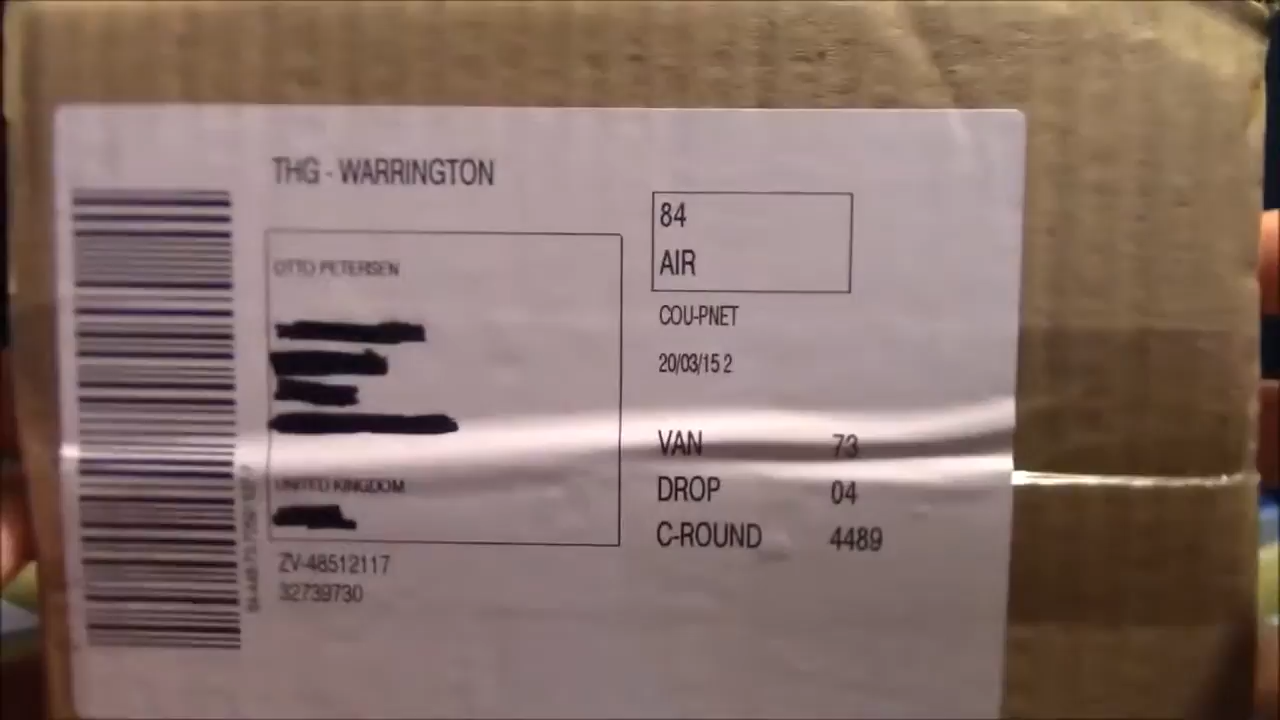 THG - WARRINGTON
OTTO PETERSEN
UNITED KINGDOM
ZV-48512117
32739730
84
AIR
COU-PNET
20/03/15 2
VAN 73
DROP 04
C-ROUND 4489